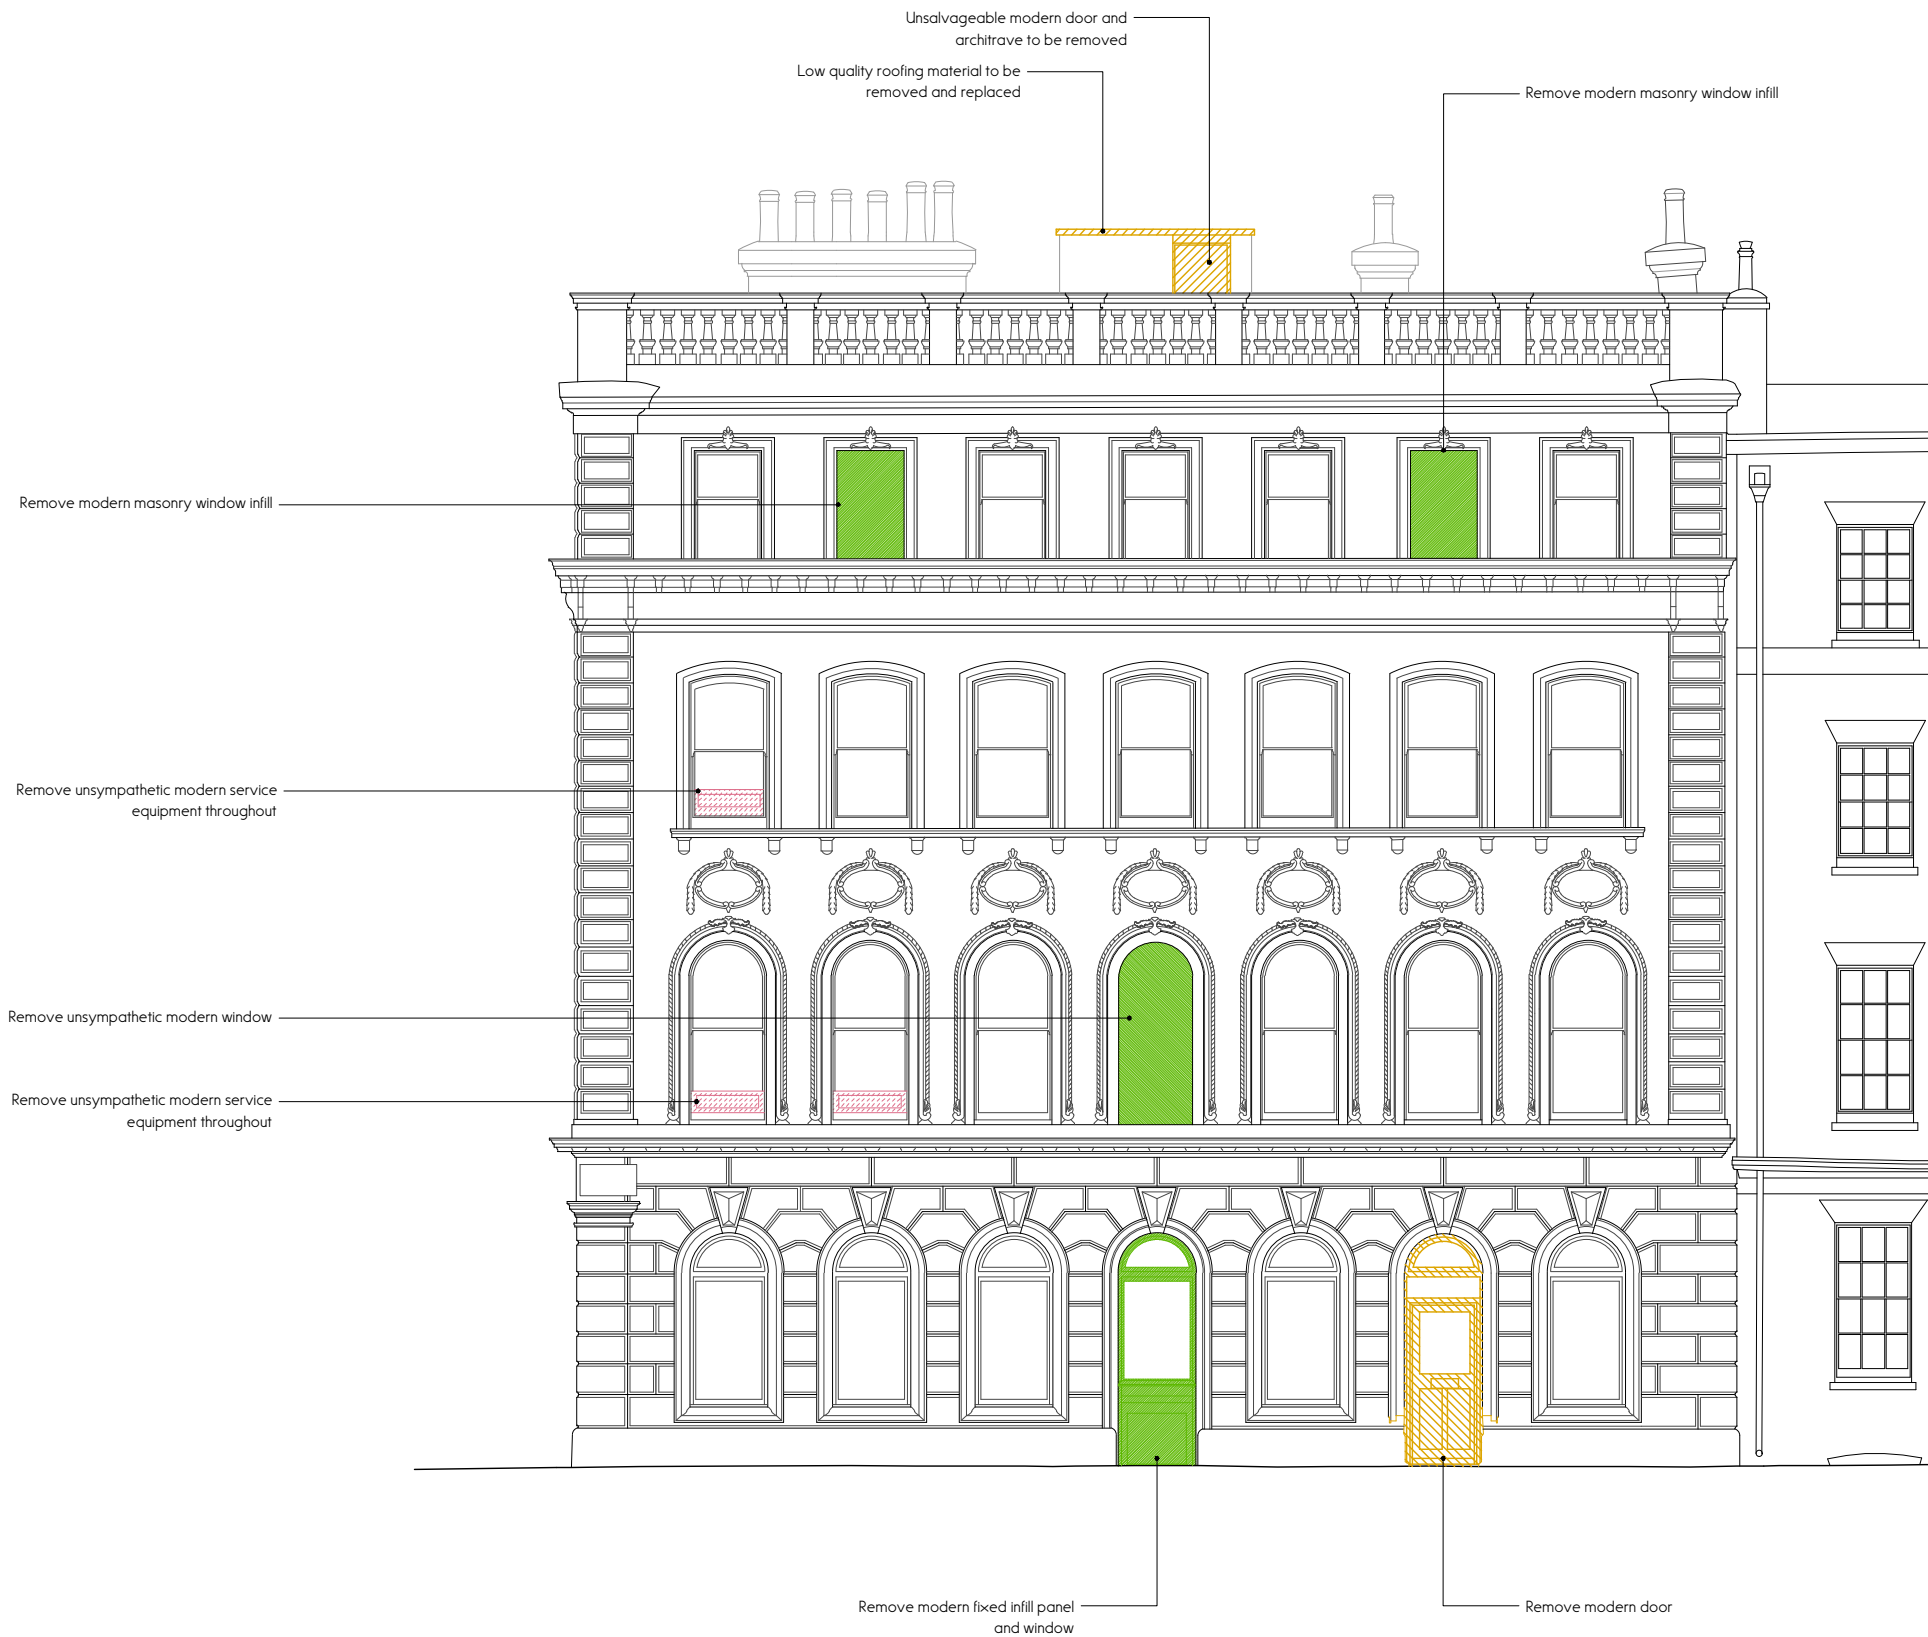 Unsalvageable modern door and
architrave to be removed
Low quality roofing material to be
removed and replaced
Remove modern masonry window infill
Remove modern masonry window infill
Remove unsympathetic modern service
equipment throughout
Remove unsympathetic modern window
Remove unsympathetic modern service
equipment throughout
Remove modern fixed infill panel
and window
Remove modern door